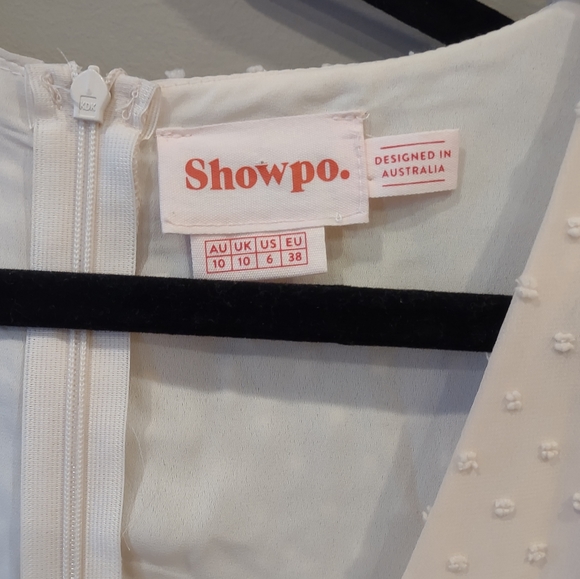 Showpo.
DESIGNED IN
AUSTRALIA
AU UK US EU
10 10 6 38